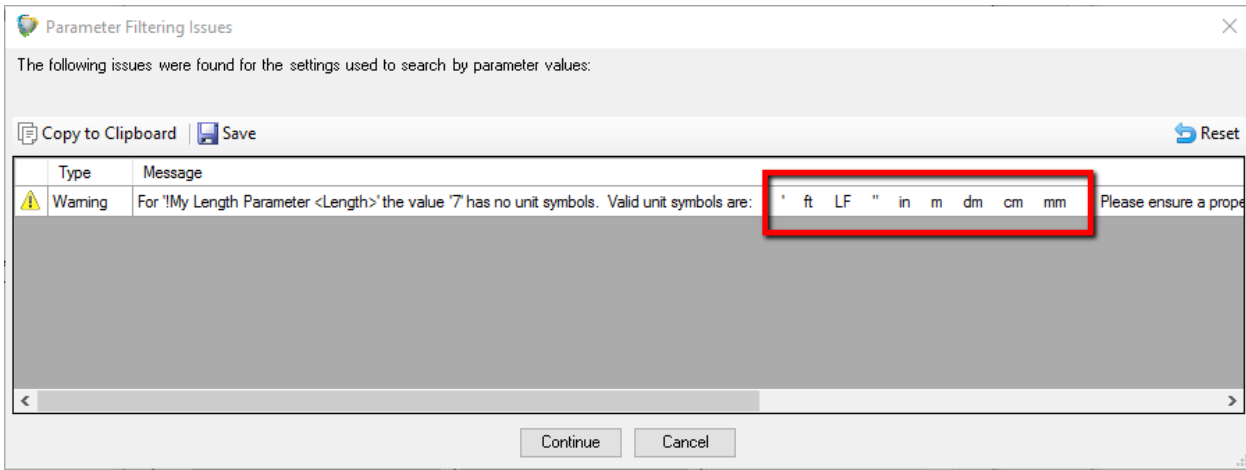 Parameter Filtering Issues
The following issues were found for the settings used to search by parameter values:
Copy to Clipboard Save Reset
Type Message
Warning For '!My Length Parameter <Length>' the value '7' has no unit symbols. Valid unit symbols are: ' ft LF " in m dm cm mm Please ensure a prope
Continue Cancel